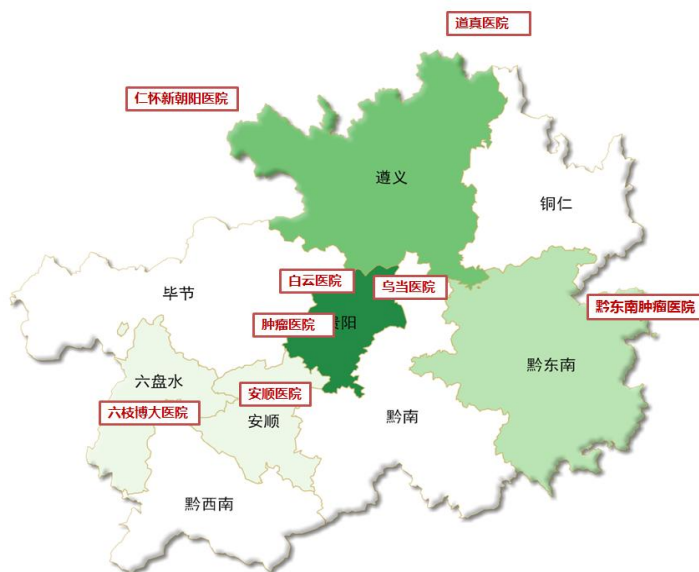 道真医院
仁怀新朝阳医院
遵义
铜仁
白云医院
乌当医院
毕节
黔东南肿瘤医院
肿瘤医院
阳
黔东南
六盘水
安顺医院
六枝博大医院
安顺
黔南
黔西南